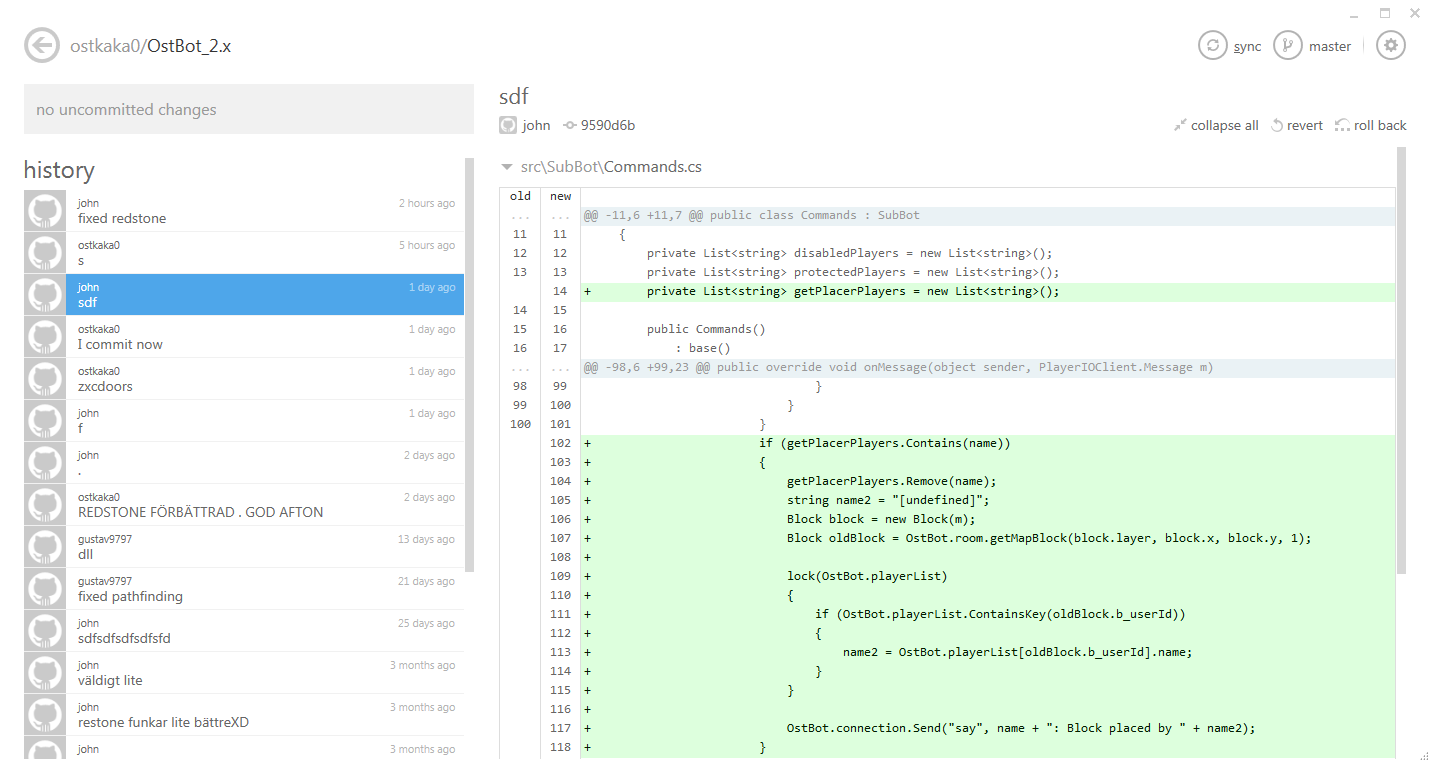 ostkaka0/OstBot_2.x
sync
master
no uncommitted changes
history
john 2 hours ago
fixed redstone
ostkaka0 5 hours ago
s
john 1 day ago
sdf
ostkaka0 1 day ago
I commit now
ostkaka0 1 day ago
zxcdoors
john 1 day ago
f
john 2 days ago
.
ostkaka0 2 days ago
REDSTONE FÖRBÄTTRAD . GOD AFTON
gustav9797 13 days ago
dll
gustav9797 21 days ago
fixed pathfinding
john 25 days ago
sdfsdfsdfsdfsfd
john 3 months ago
väldigt lite
john 3 months ago
restone funkar lite bättreXD
john 3 months ago
sdf
john 9590d6b
collapse all revert roll back
src\SubBot\Commands.cs
old new
... ... @@ -11,6 +11,7 @@ public class Commands : SubBot
11 11 {
12 12 private List<string> disabledPlayers = new List<string>();
13 13 private List<string> protectedPlayers = new List<string>();
14 + private List<string> getPlacerPlayers = new List<string>();
14 15
15 16 public Commands()
16 17 : base()
... ... @@ -98,6 +99,23 @@ public override void onMessage(object sender, PlayerIOClient.Message m)
98 99 }
99 100 }
100 101 }
102 + if (getPlacerPlayers.Contains(name))
103 + {
104 + getPlacerPlayers.Remove(name);
105 + string name2 = "[undefined]";
106 + Block block = new Block(m);
107 + Block oldBlock = OstBot.room.getMapBlock(block.layer, block.x, block.y, 1);
108 +
109 + lock(OstBot.playerList)
110 + {
111 + if (OstBot.playerList.ContainsKey(oldBlock.b_userId))
112 + {
113 + name2 = OstBot.playerList[oldBlock.b_userId].name;
114 + }
115 + }
116 +
117 + OstBot.connection.Send("say", name + ": Block placed by " + name2);
118 + }